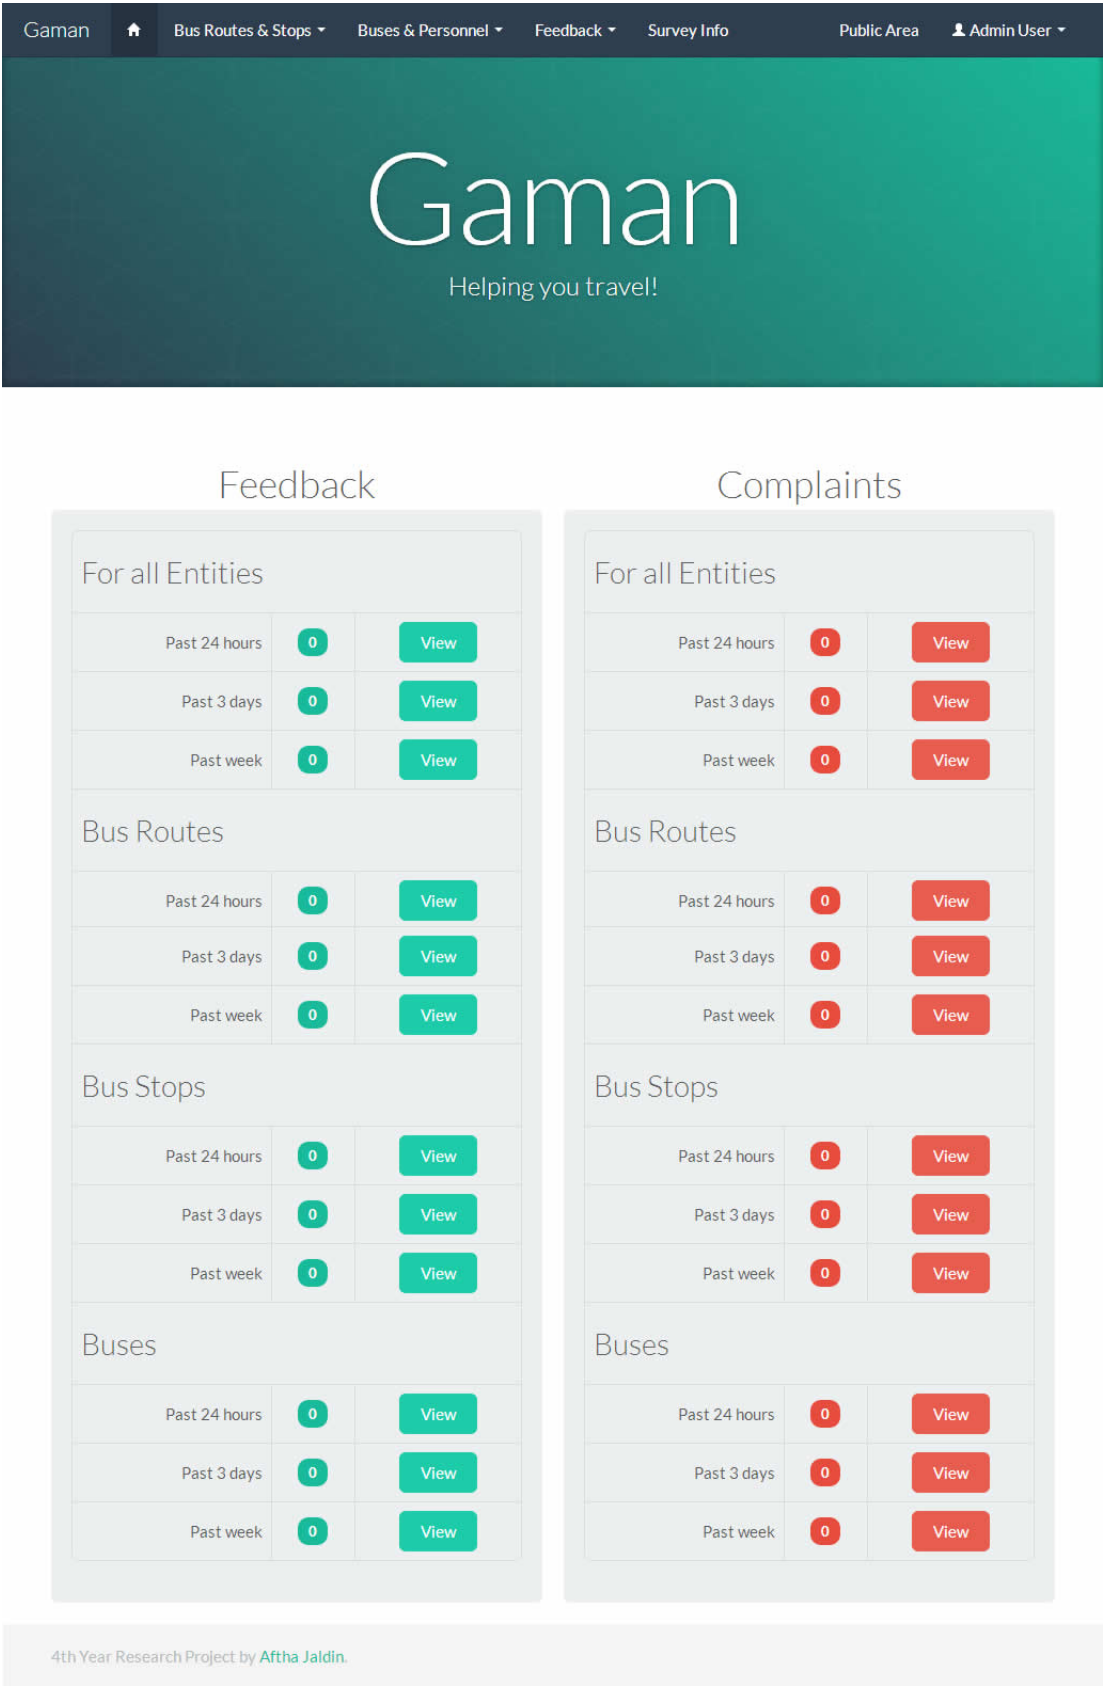 Gaman Bus Routes & Stops Buses & Personnel Feedback Survey Info Public Area Admin User
Gaman
Helping you travel!
Feedback
For all Entities
Past 24 hours 0 View
Past 3 days 0 View
Past week 0 View
Bus Routes
Past 24 hours 0 View
Past 3 days 0 View
Past week 0 View
Bus Stops
Past 24 hours 0 View
Past 3 days 0 View
Past week 0 View
Buses
Past 24 hours 0 View
Past 3 days 0 View
Past week 0 View
Complaints
For all Entities
Past 24 hours 0 View
Past 3 days 0 View
Past week 0 View
Bus Routes
Past 24 hours 0 View
Past 3 days 0 View
Past week 0 View
Bus Stops
Past 24 hours 0 View
Past 3 days 0 View
Past week 0 View
Buses
Past 24 hours 0 View
Past 3 days 0 View
Past week 0 View
4th Year Research Project by Aftha Jaldin.